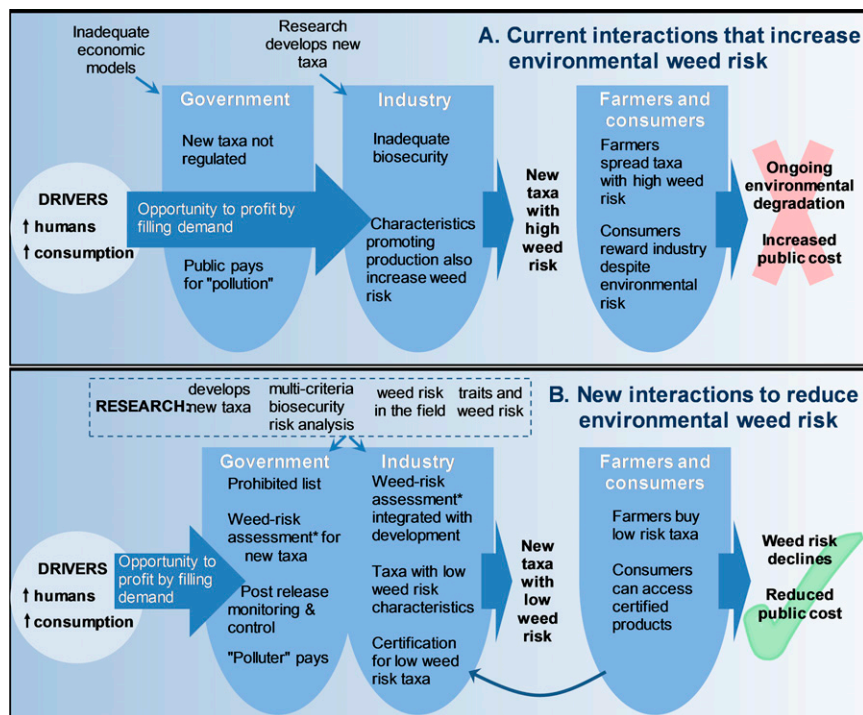 A. Current interactions that increase
environmental weed risk
Inadequate
economic
models
Research
develops new
taxa
DRIVERS
↑ humans
↑ consumption
Opportunity to profit by
filling demand
Government
New taxa not
regulated
Public pays
for "pollution"
Industry
Inadequate
biosecurity
Characteristics
promoting
production also
increase weed
risk
New
taxa
with
high
weed
risk
Farmers and
consumers
Farmers
spread taxa
with high weed
risk
Consumers
reward industry
despite
environmental
risk
Ongoing
environmental
degradation
Increased
public cost
B. New interactions to reduce
environmental weed risk
RESEARCH:
develops
new taxa
multi-criteria
biosecurity
risk analysis
weed risk
in the field
traits and
weed risk
DRIVERS
↑ humans
↑ consumption
Opportunity to
profit by filling
demand
Government
Prohibited list
Weed-risk
assessment* for
new taxa
Post release
monitoring &
control
"Polluter" pays
Industry
Weed-risk
assessment*
integrated with
development
Taxa with low
weed risk
characteristics
Certification
for low weed
risk taxa
New
taxa
with
low
weed
risk
Farmers and
consumers
Farmers buy
low risk taxa
Consumers
can access
certified
products
Weed risk
declines
Reduced
public cost